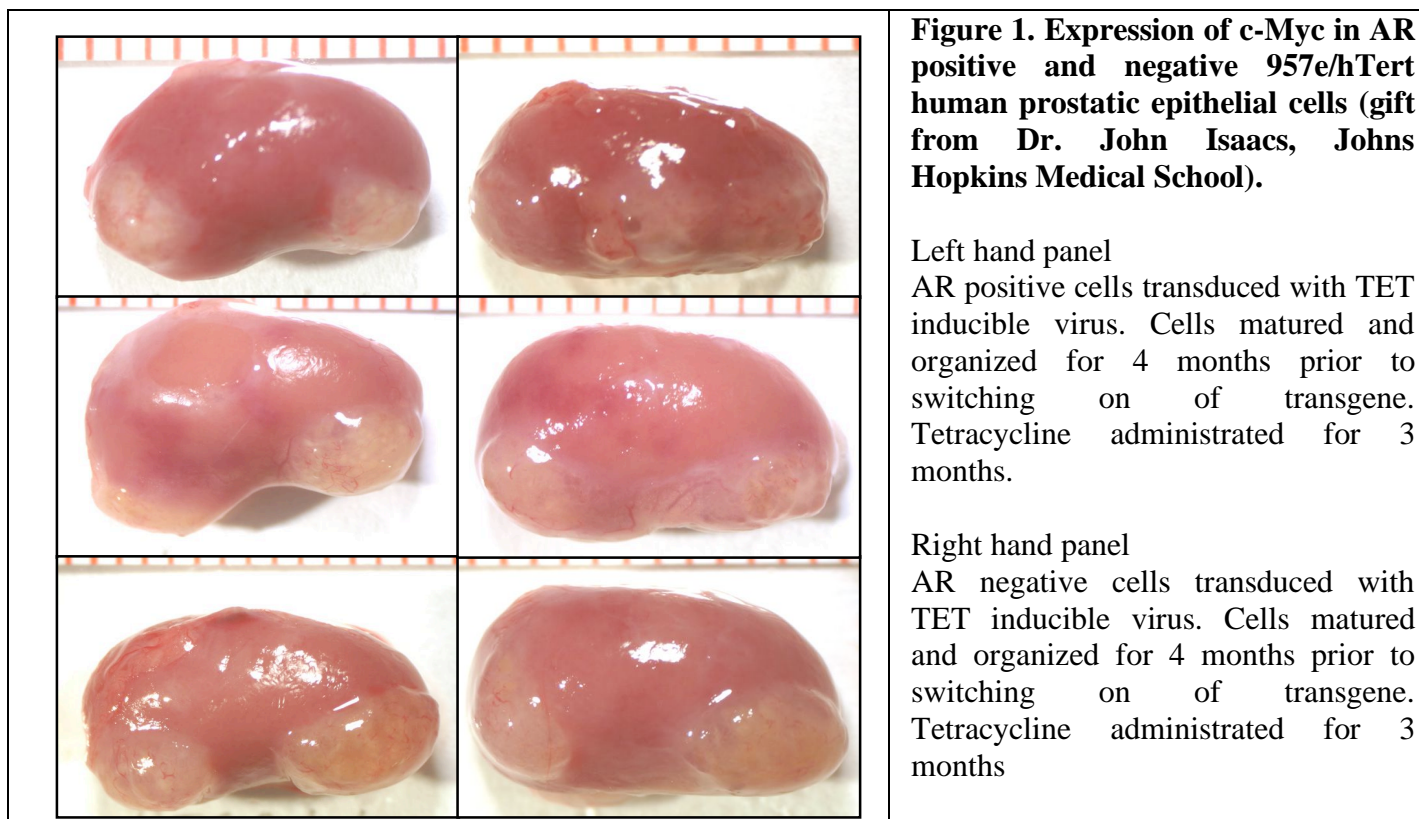 Figure 1. Expression of c-Myc in AR
positive and negative 957e/hTert
human prostatic epithelial cells (gift
from Dr. John Isaacs, Johns
Hopkins Medical School).
Left hand panel
AR positive cells transduced with TET
inducible virus. Cells matured and
organized for 4 months prior to
switching on of transgene.
Tetracycline administrated for 3
months.
Right hand panel
AR negative cells transduced with
TET inducible virus. Cells matured
and organized for 4 months prior to
switching on of transgene.
Tetracycline administrated for 3
months